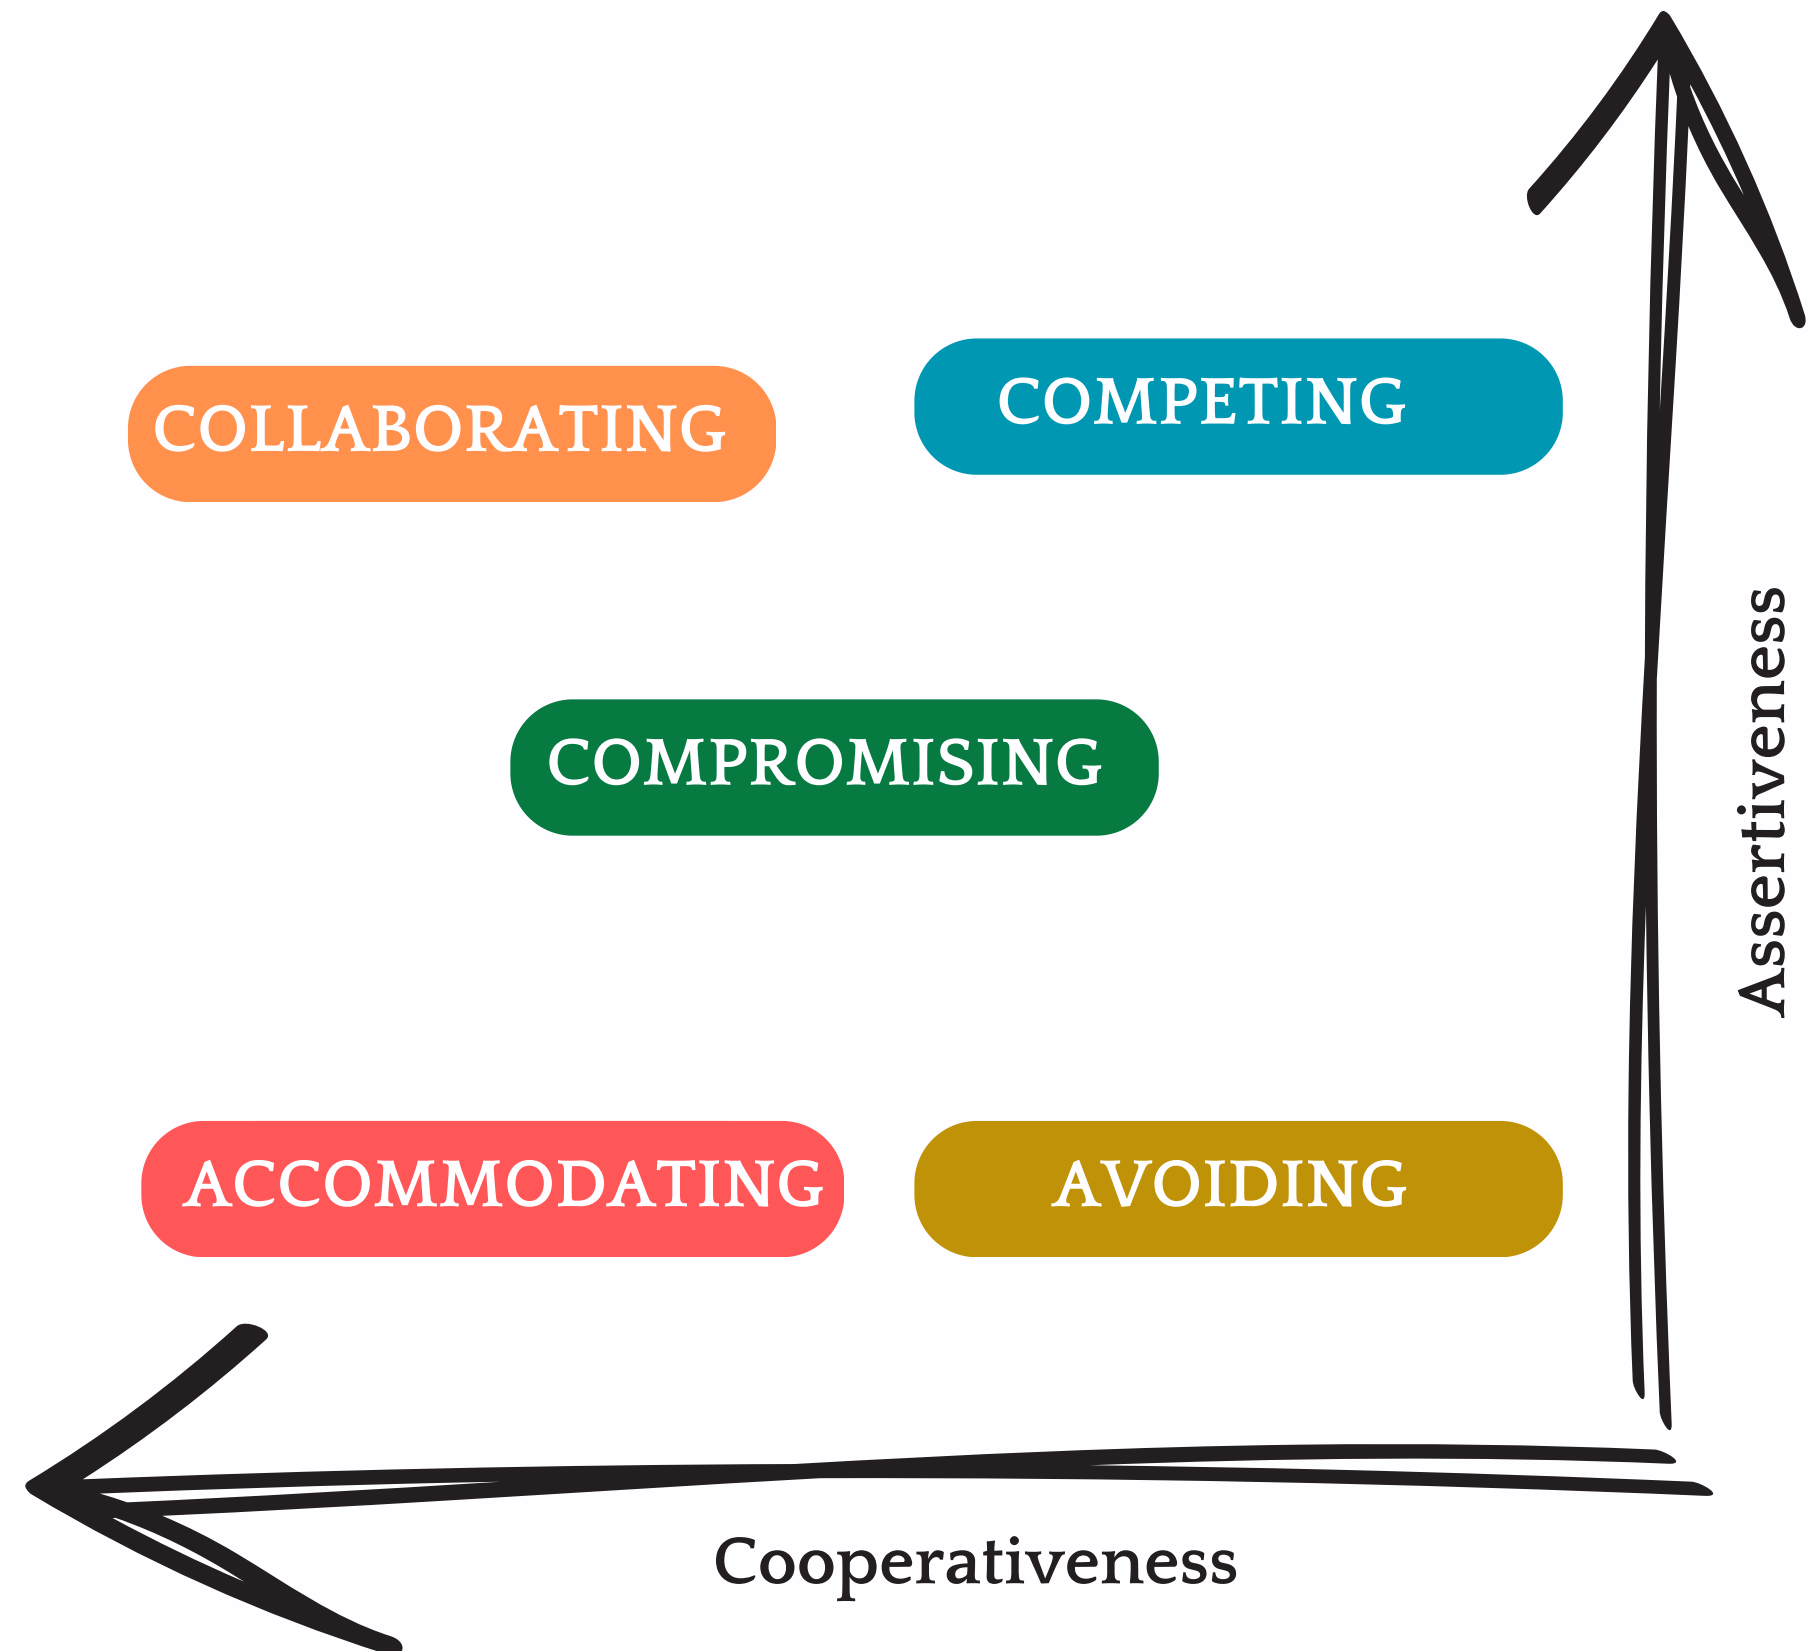 COLLABORATING
COMPETING
COMPROMISING
Assertiveness
ACCOMMODATING
AVOIDING
Cooperativeness